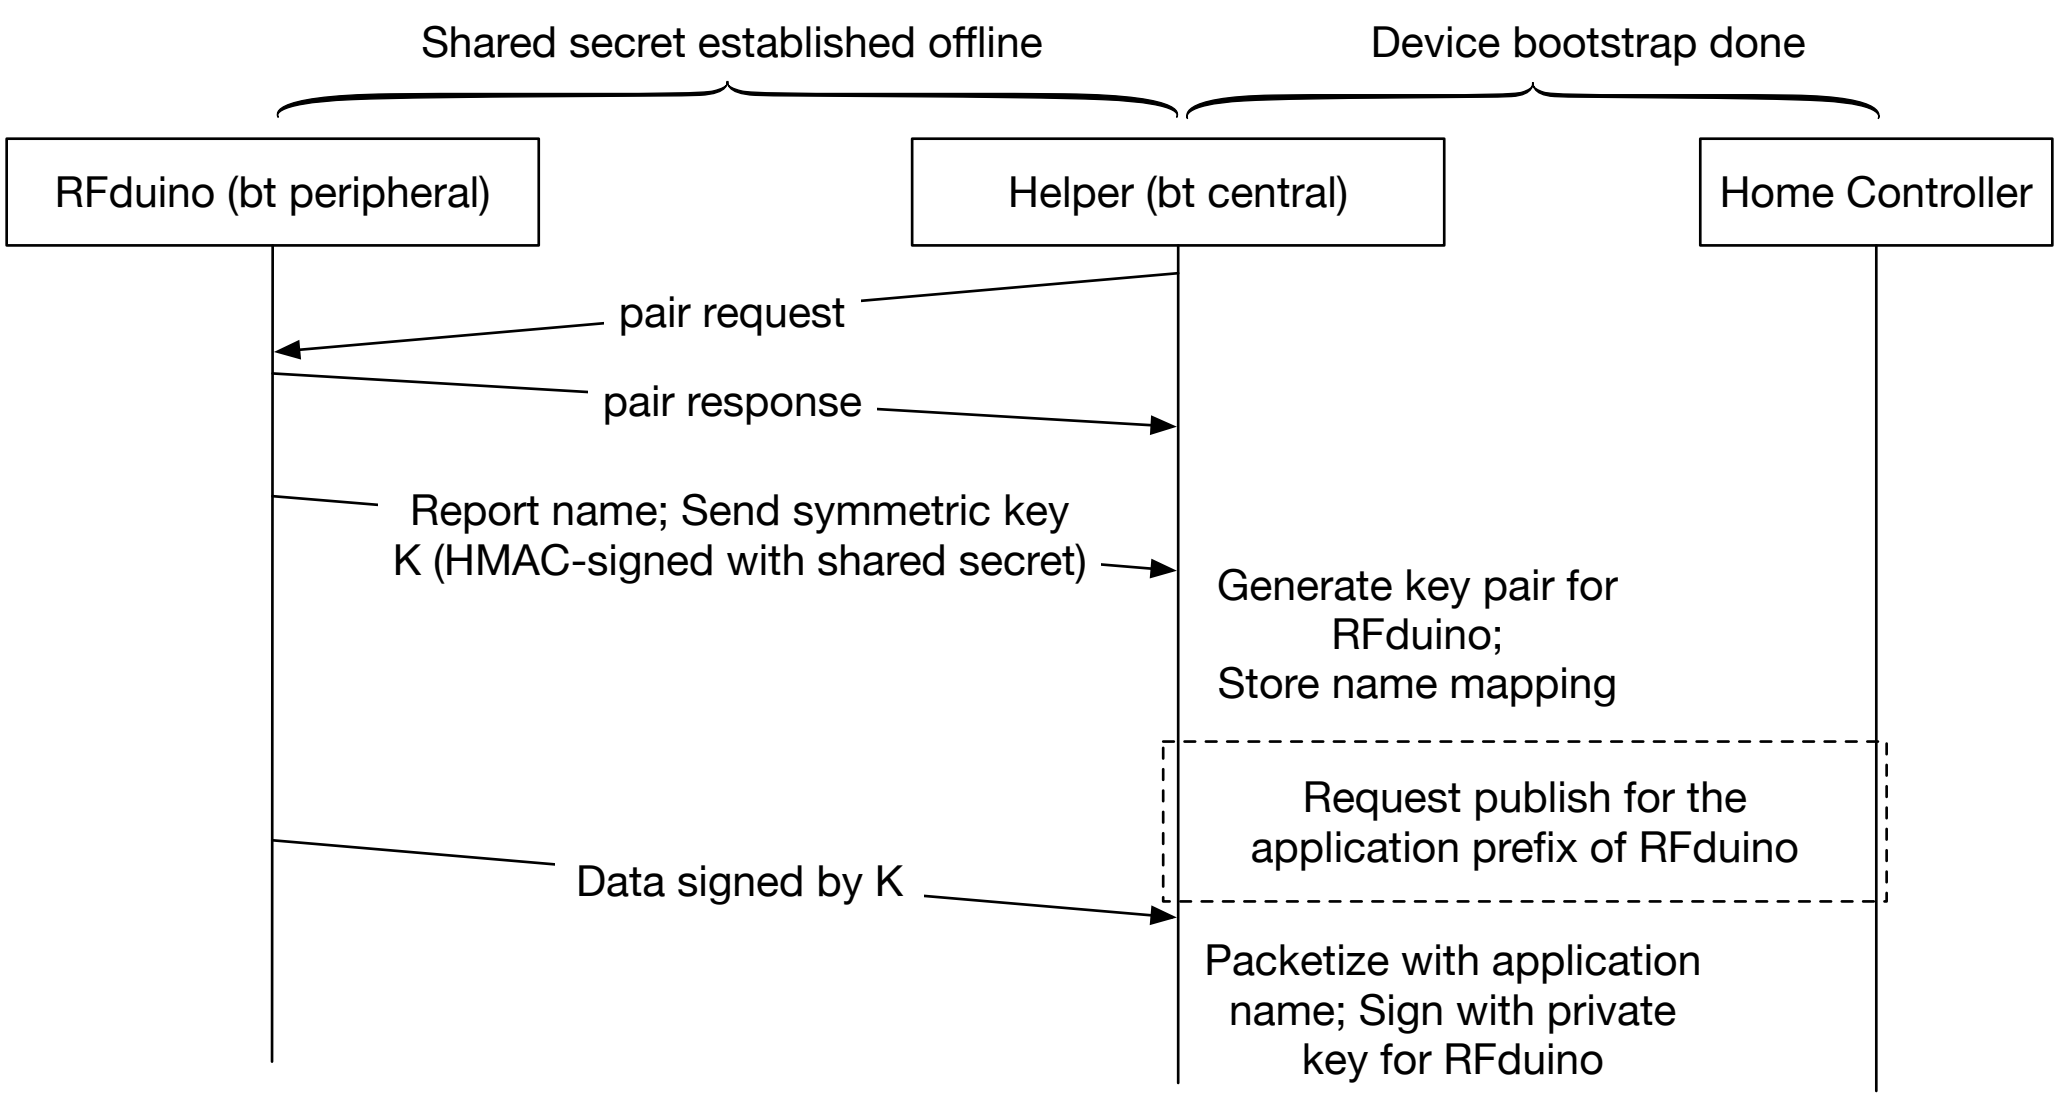 Shared secret established offline
Device bootstrap done
RFduino (bt peripheral)
Helper (bt central)
Home Controller
pair request
pair response
Report name; Send symmetric key
K (HMAC-signed with shared secret)
Generate key pair for
RFduino;
Store name mapping
Request publish for the
application prefix of RFduino
Data signed by K
Packetize with application
name; Sign with private
key for RFduino